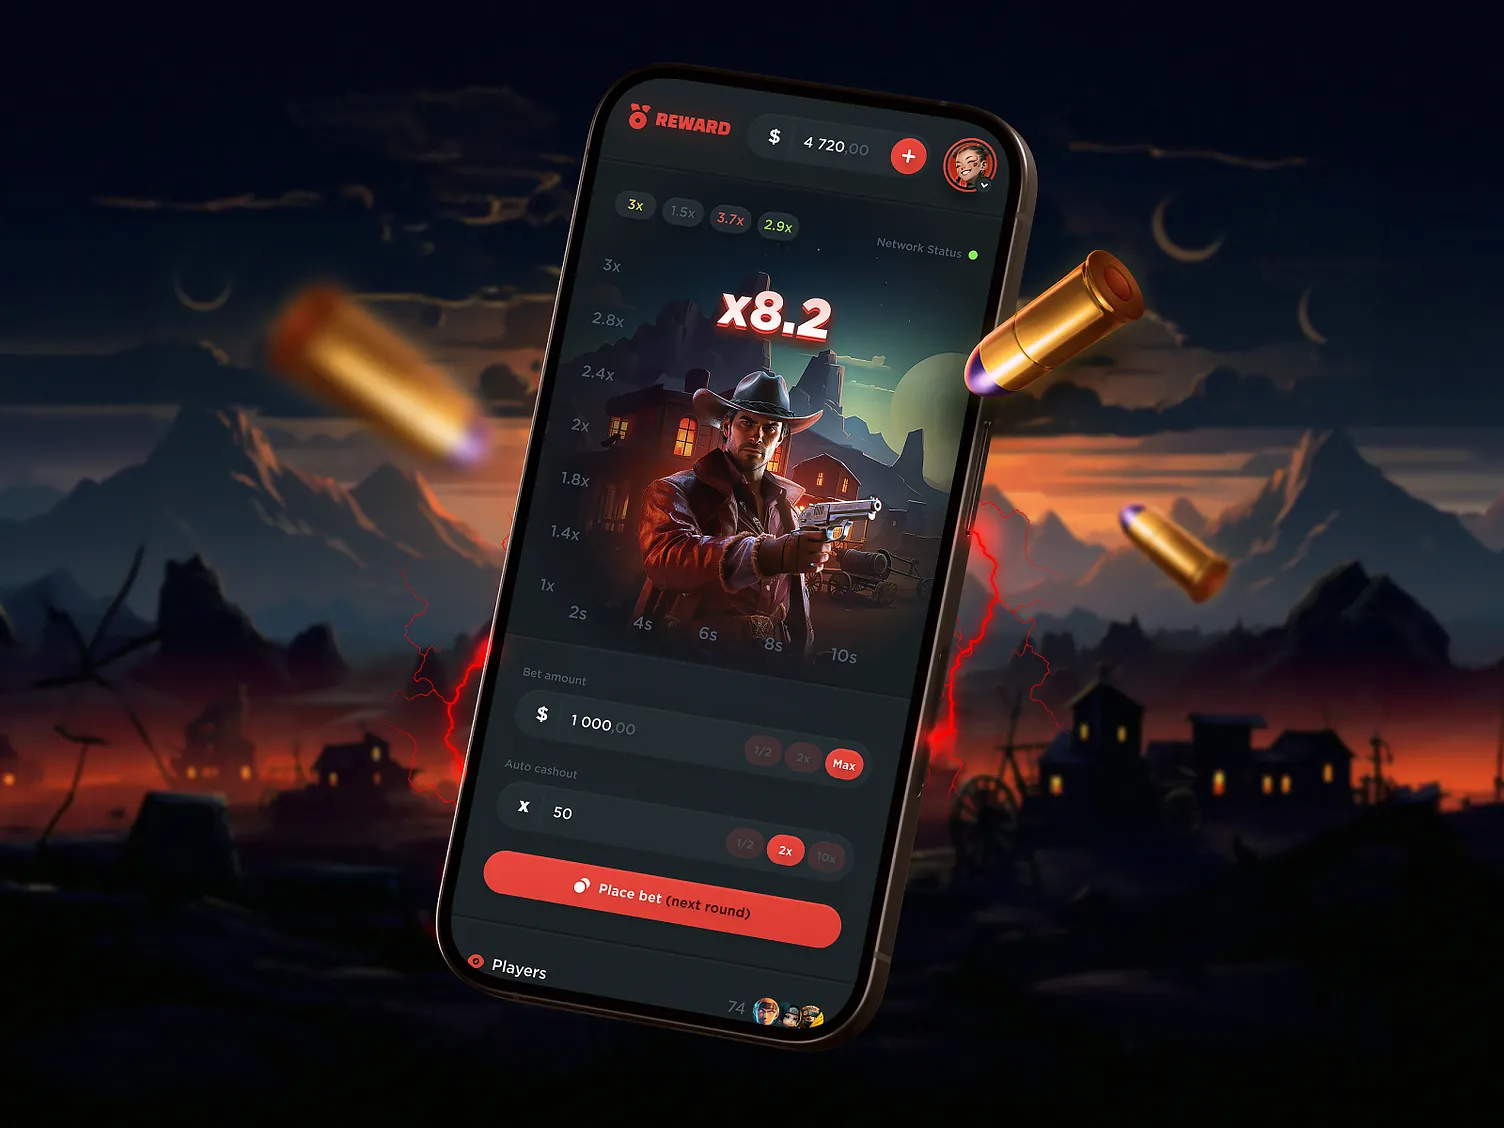 REWARD
$ 4 720,00 +
3x 1.5x 3.7x 2.9x
Network Status
x8.2
3x
2.8x
2.4x
2x
1.8x
1.4x
1x
2s 4s 6s 8s 10s
Bet amount
$ 1 000,00 1/2 2x Max
Auto cashout
x 50 1/2 2x 10x
Place bet (next round)
Players
74